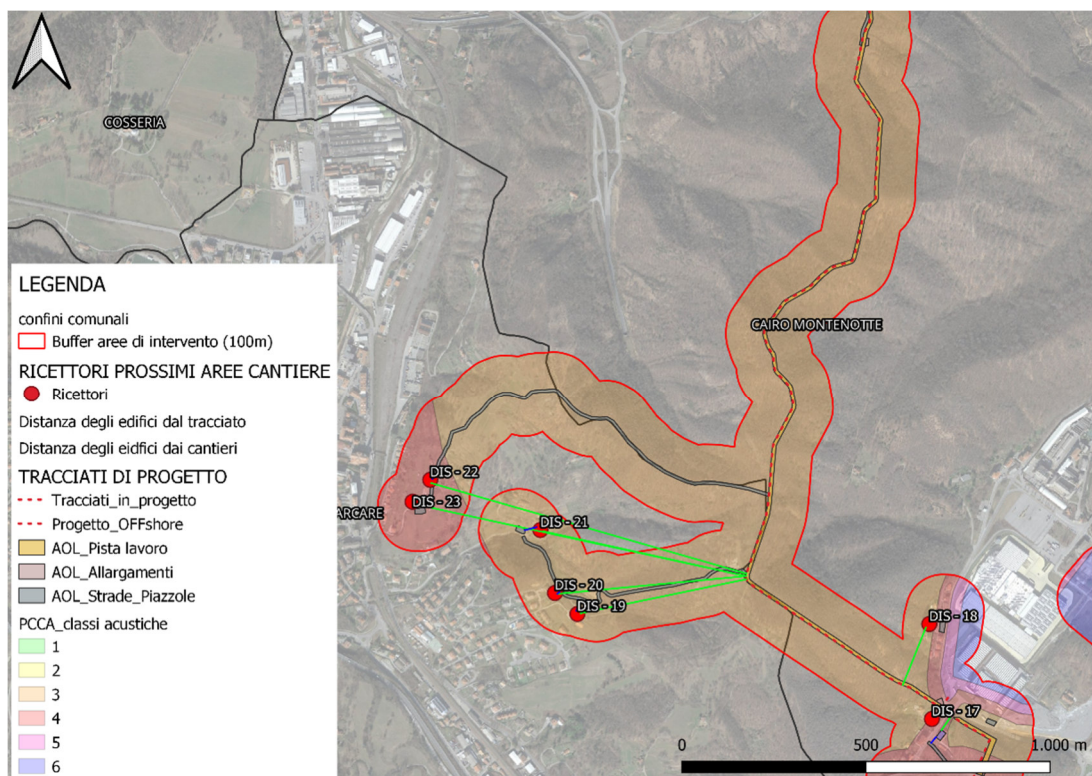 COSSERIA
LEGENDA
confini comunali
Buffer aree di intervento (100m)
RICETTORI PROSSIMI AREE CANTIERE
Ricettori
Distanza degli edifici dal tracciato
Distanza degli eidfici dai cantieri
TRACCIATI DI PROGETTO
Tracciati_in_progetto
Progetto_OFFshore
AOL_Pista lavoro
AOL_Allargamenti
AOL_Strade_Piazzole
PCCA_classi acustiche
1
2
3
4
5
6
CAIRO MONTENOTTE
DIS - 22
DIS - 23
ARCARE
DIS - 21
DIS - 20
DIS - 19
DIS - 18
DIS - 17
0 500 1.000 m